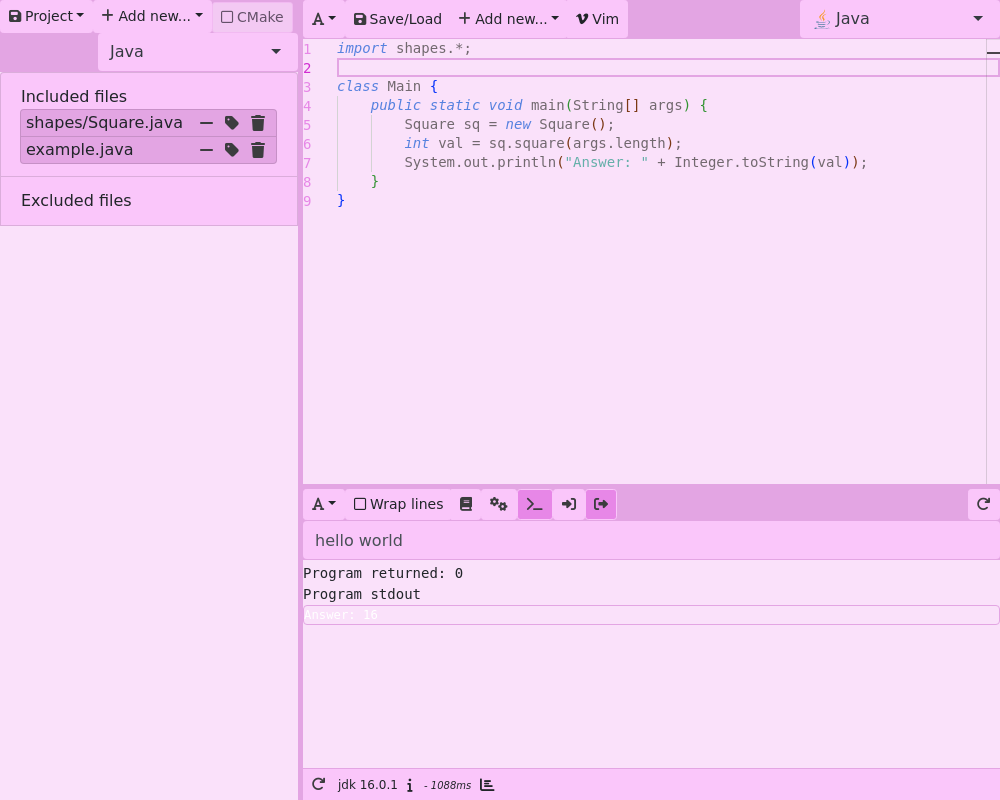 Project
Add new...
CMake
Java
Included files
shapes/Square.java
example.java
Excluded files
A
Save/Load
Add new...
Vim
Java
1 import shapes.*;
2
3 class Main {
4     public static void main(String[] args) {
5         Square sq = new Square();
6         int val = sq.square(args.length);
7         System.out.println("Answer: " + Integer.toString(val));
8     }
9 }
A
Wrap lines
hello world
Program returned: 0
Program stdout
Answer: 16
jdk 16.0.1
- 1088ms